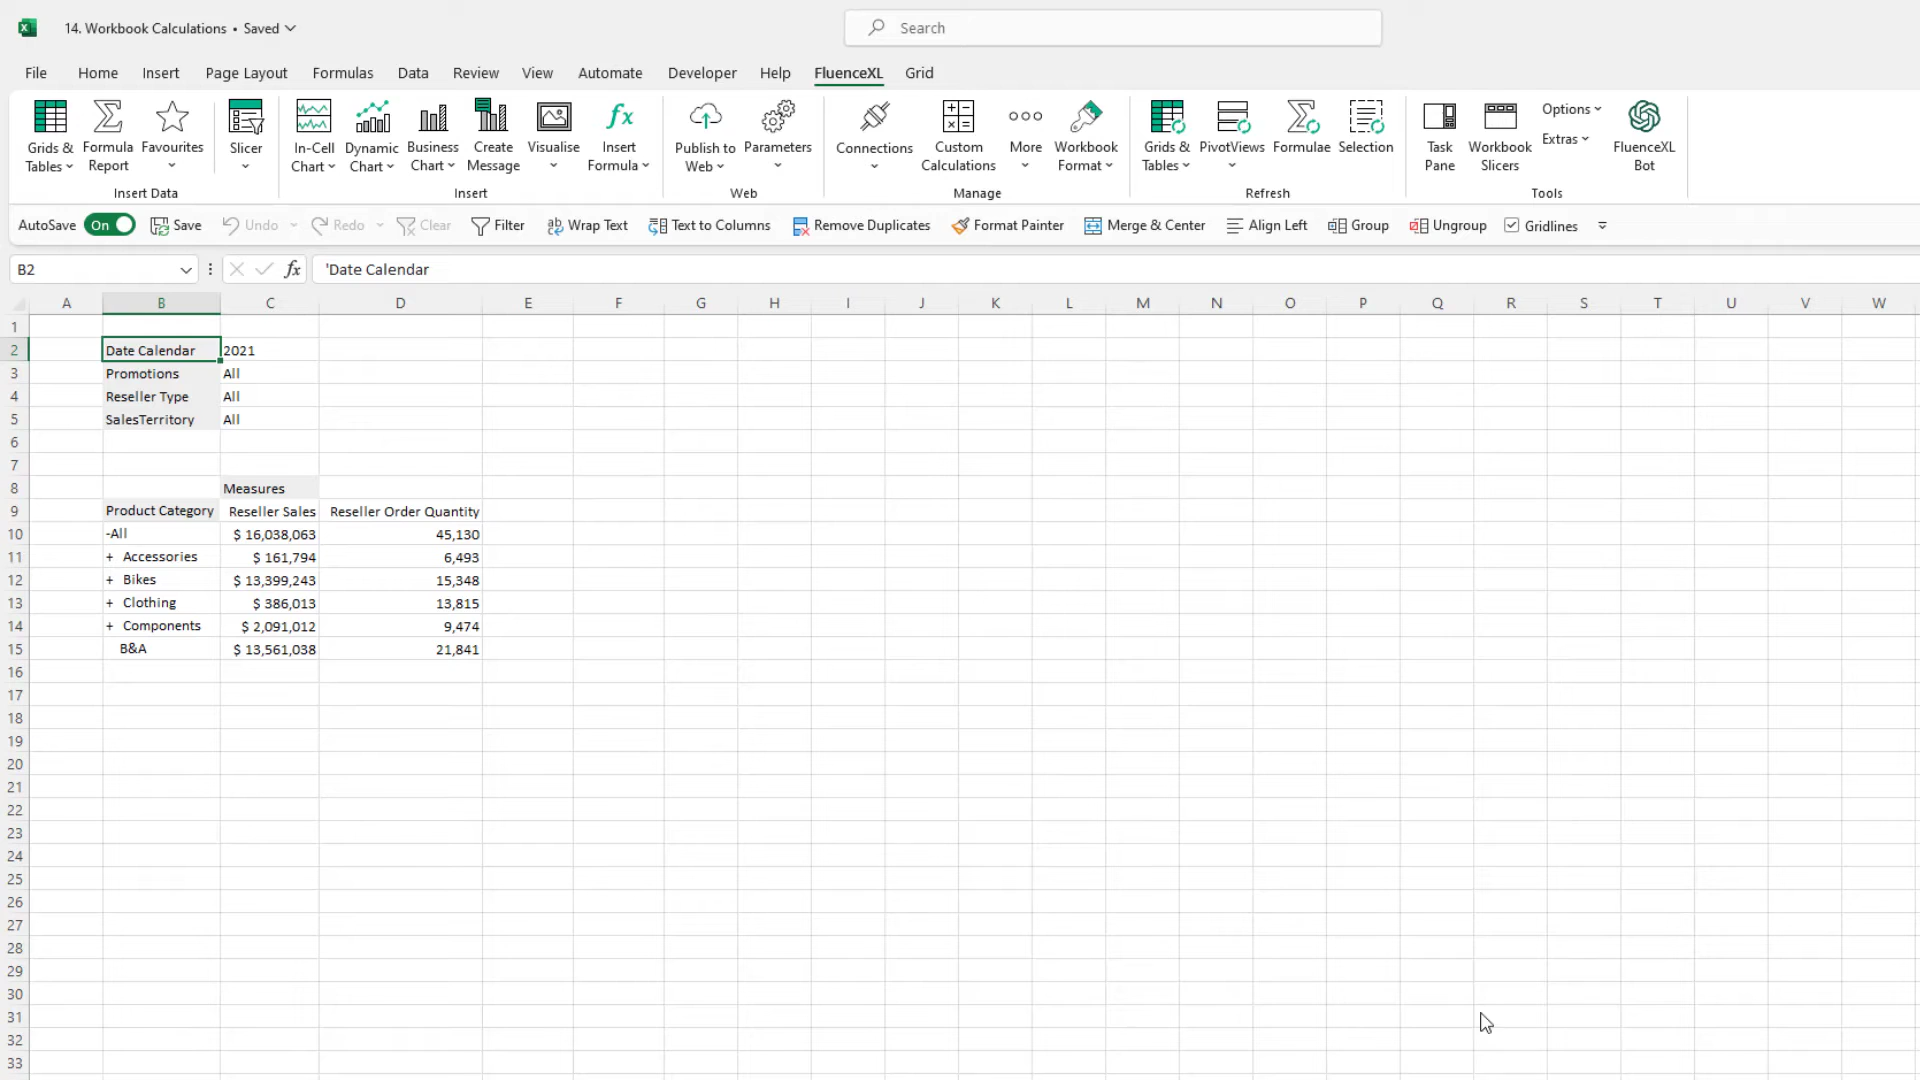 14. Workbook Calculations • Saved
Search
File Home Insert Page Layout Formulas Data Review View Automate Developer Help FluenceXL Grid
Grids & Tables
Formula Report
Favourites
Slicer
Insert Data
In-Cell Chart
Dynamic Chart
Business Chart
Create Message
Visualise
Insert Formula
Insert
Publish to Web
Parameters
Web
Connections
Custom Calculations
More
Workbook Format
Manage
Grids & Tables
PivotViews
Formulae
Selection
Refresh
Task Pane
Workbook Slicers
Options
Extras
FluenceXL Bot
Tools
AutoSave On Save Undo Redo Clear Filter Wrap Text Text to Columns Remove Duplicates Format Painter Merge & Center Align Left Group Ungroup Gridlines
B2 fx 'Date Calendar
A B C D E F G H I J K L M N O P Q R S T U V W
1
2 Date Calendar 2021
3 Promotions All
4 Reseller Type All
5 SalesTerritory All
6
7
8 Measures
9 Product Category Reseller Sales Reseller Order Quantity
10 -All $ 16,038,063 45,130
11 + Accessories $ 161,794 6,493
12 + Bikes $ 13,399,243 15,348
13 + Clothing $ 386,013 13,815
14 + Components $ 2,091,012 9,474
15 B&A $ 13,561,038 21,841
16
17
18
19
20
21
22
23
24
25
26
27
28
29
30
31
32
33